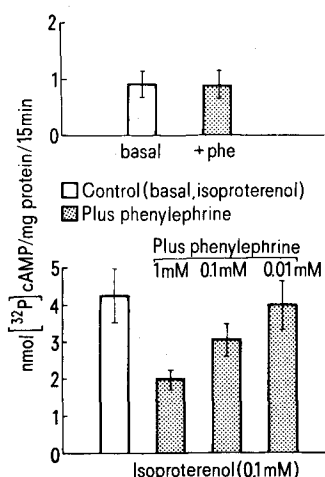 2
1
0
basal +phe
Control (basal, isoproterenol)
Plus phenylephrine
nmol [³²P] cAMP/mg protein/15min
Plus phenylephrine
1mM 0.1mM 0.01mM
5
4
3
2
1
0
Isoproterenol (0.1mM)